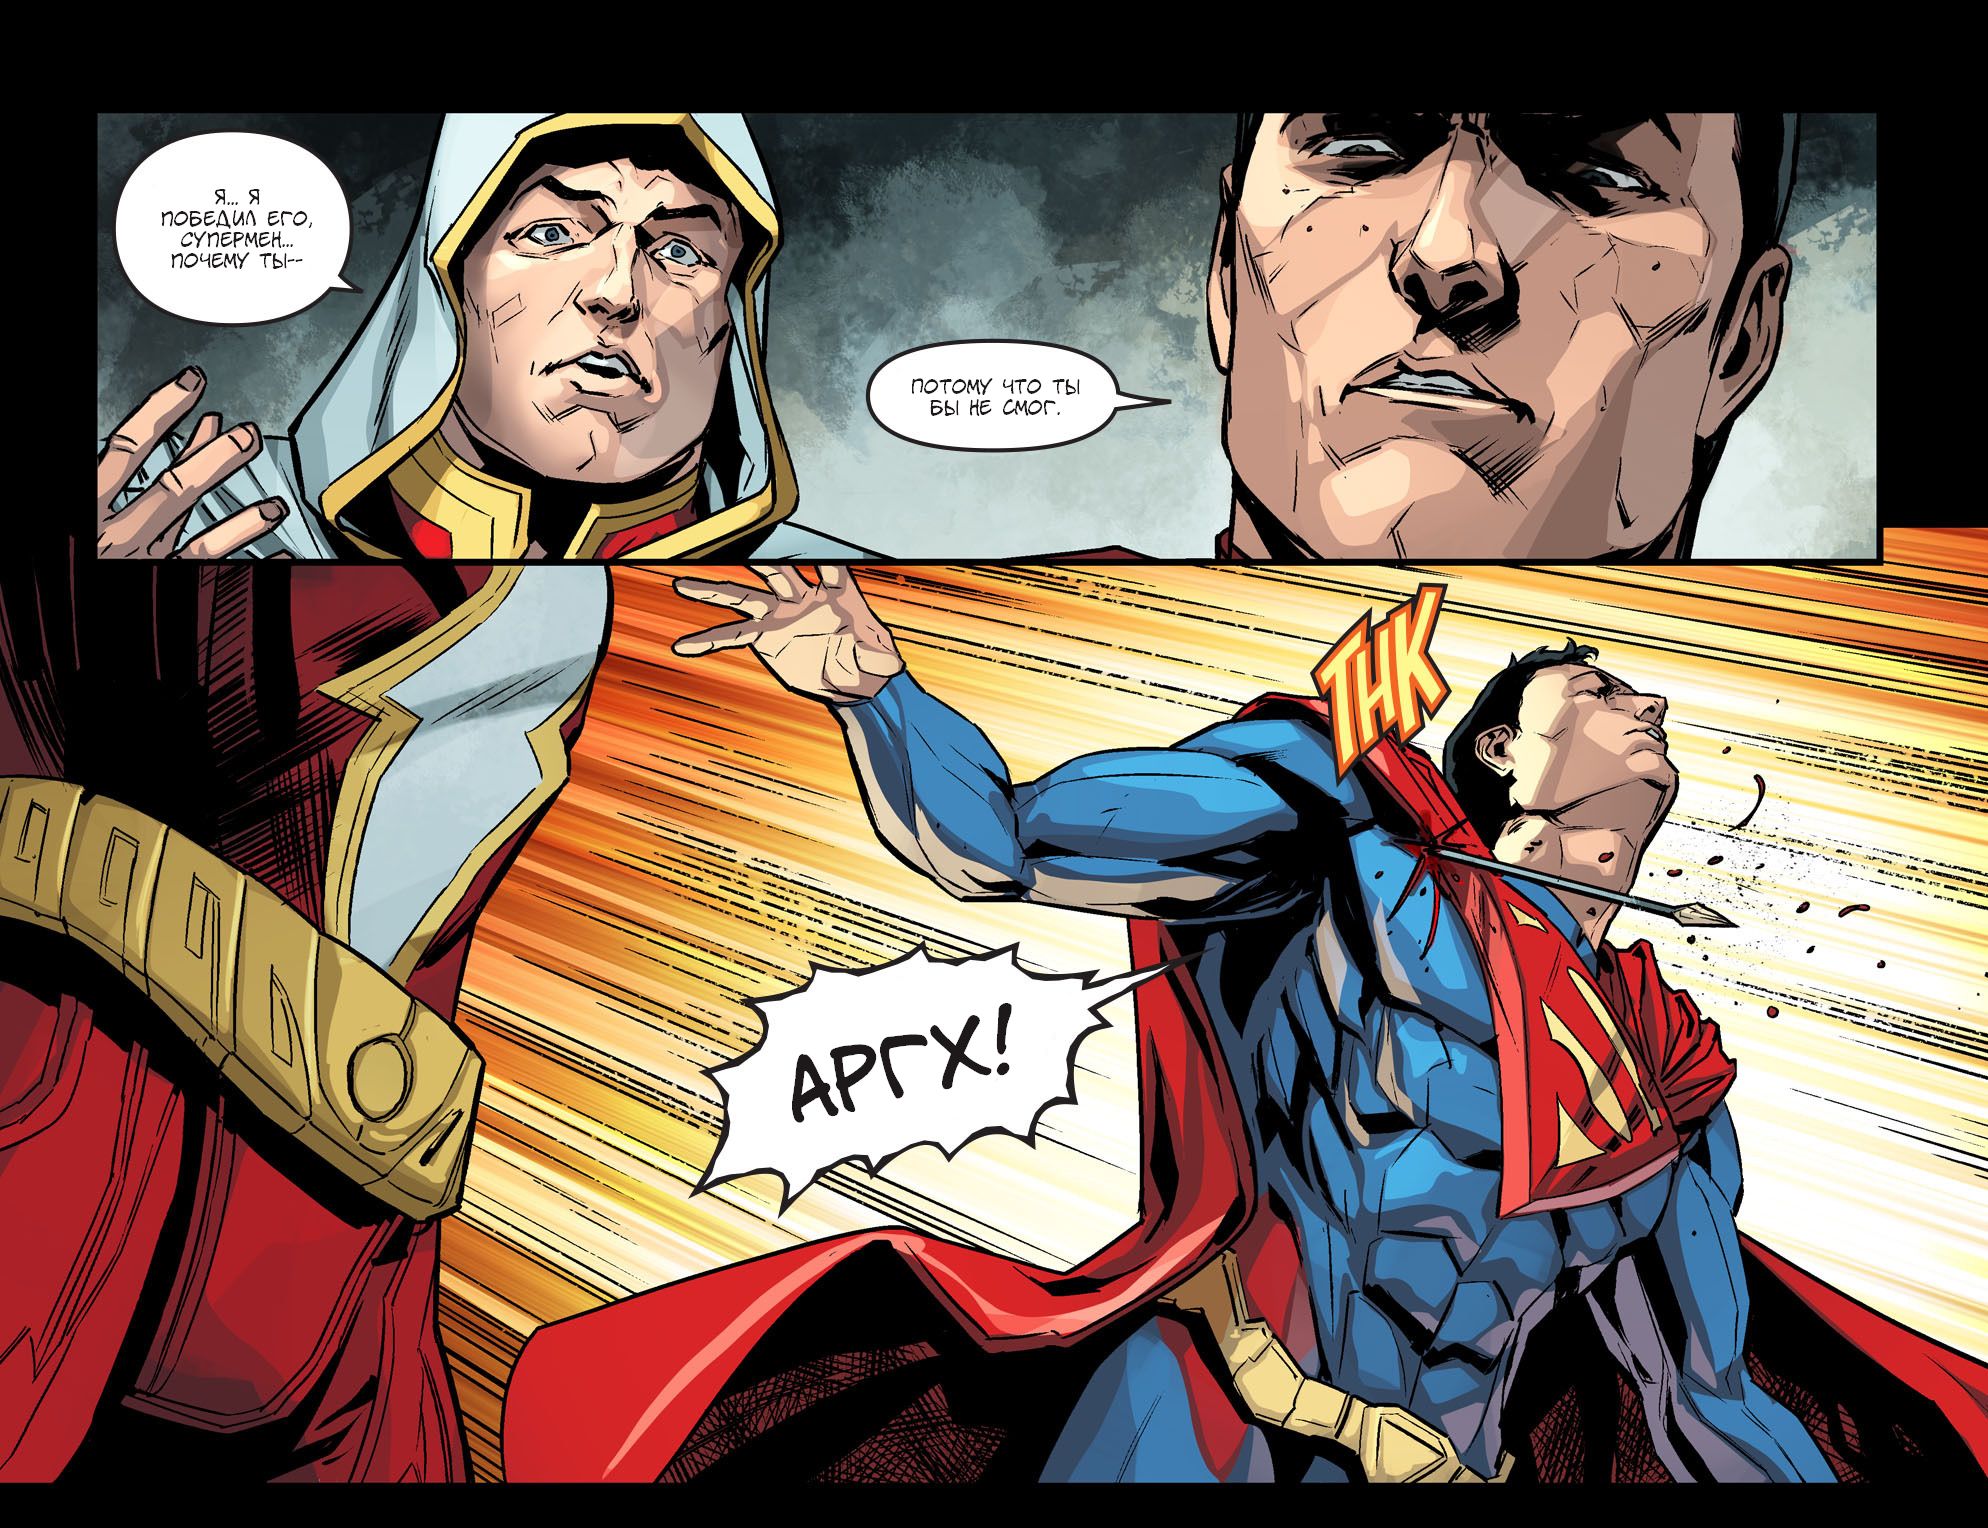 Я... Я
ПОБЕДИЛ ЕГО,
СУПЕРМЕН...
ПОЧЕМУ ТЫ--
ПОТОМУ ЧТО ТЫ
БЫ НЕ СМОГ.
THK
АРГХ!